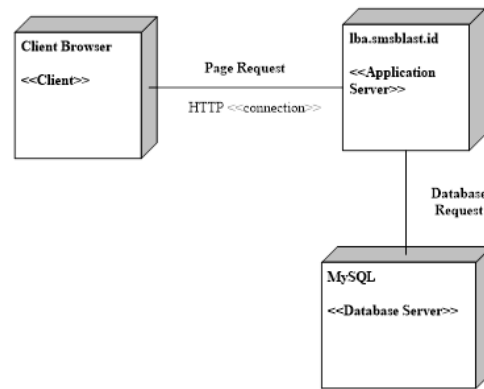 Client Browser
<<Client>>
Page Request
HTTP <<connection>>
lba.smsblast.id
<<Application
Server>>
Database
Request
MySQL
<<Database Server>>